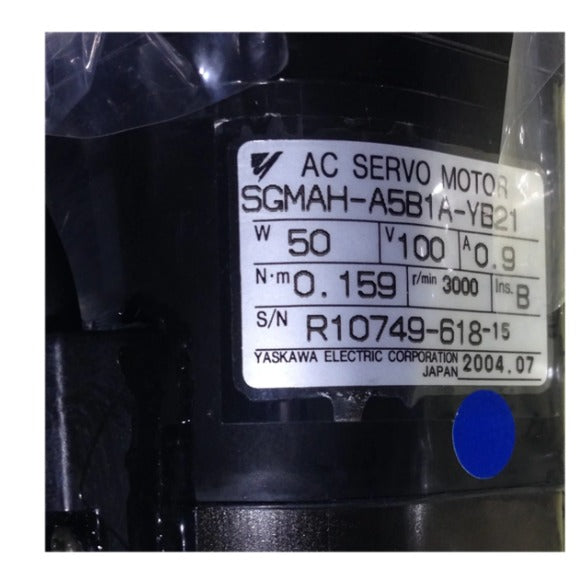 AC SERVO MOTOR
SGMAH-A5B1A-YB21
W 50 V 100 A 0.9
N·m 0.159 r/min 3000 Ins. B
S/N R10749-618-15
YASKAWA ELECTRIC CORPORATION
JAPAN 2004.07